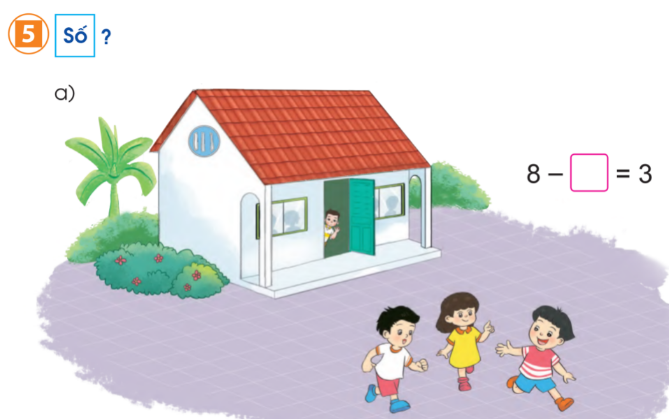 5 Số ?
a)
8 – = 3